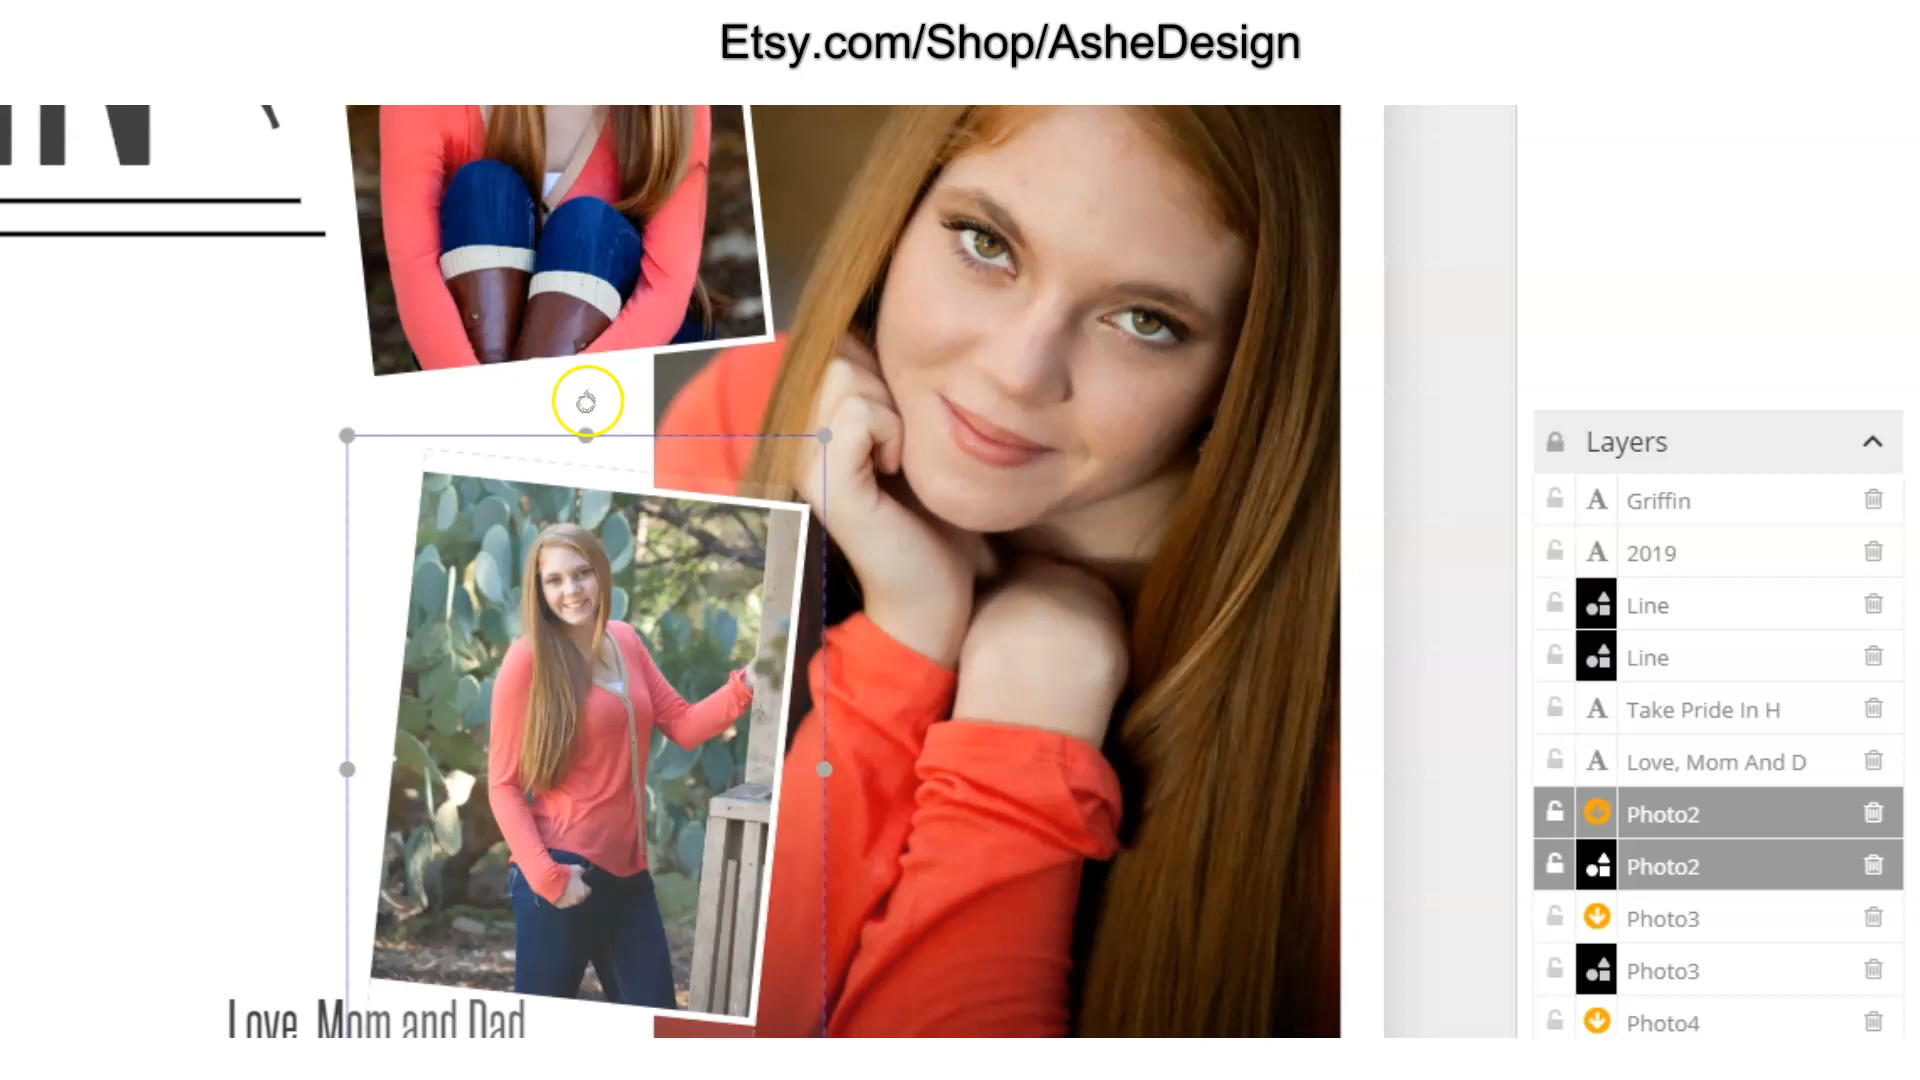 Etsy.com/Shop/AsheDesign
Layers
A Griffin
A 2019
Line
Line
A Take Pride In H
A Love, Mom And D
Photo2
Photo2
Photo3
Photo3
Photo4
Love, Mom and Dad